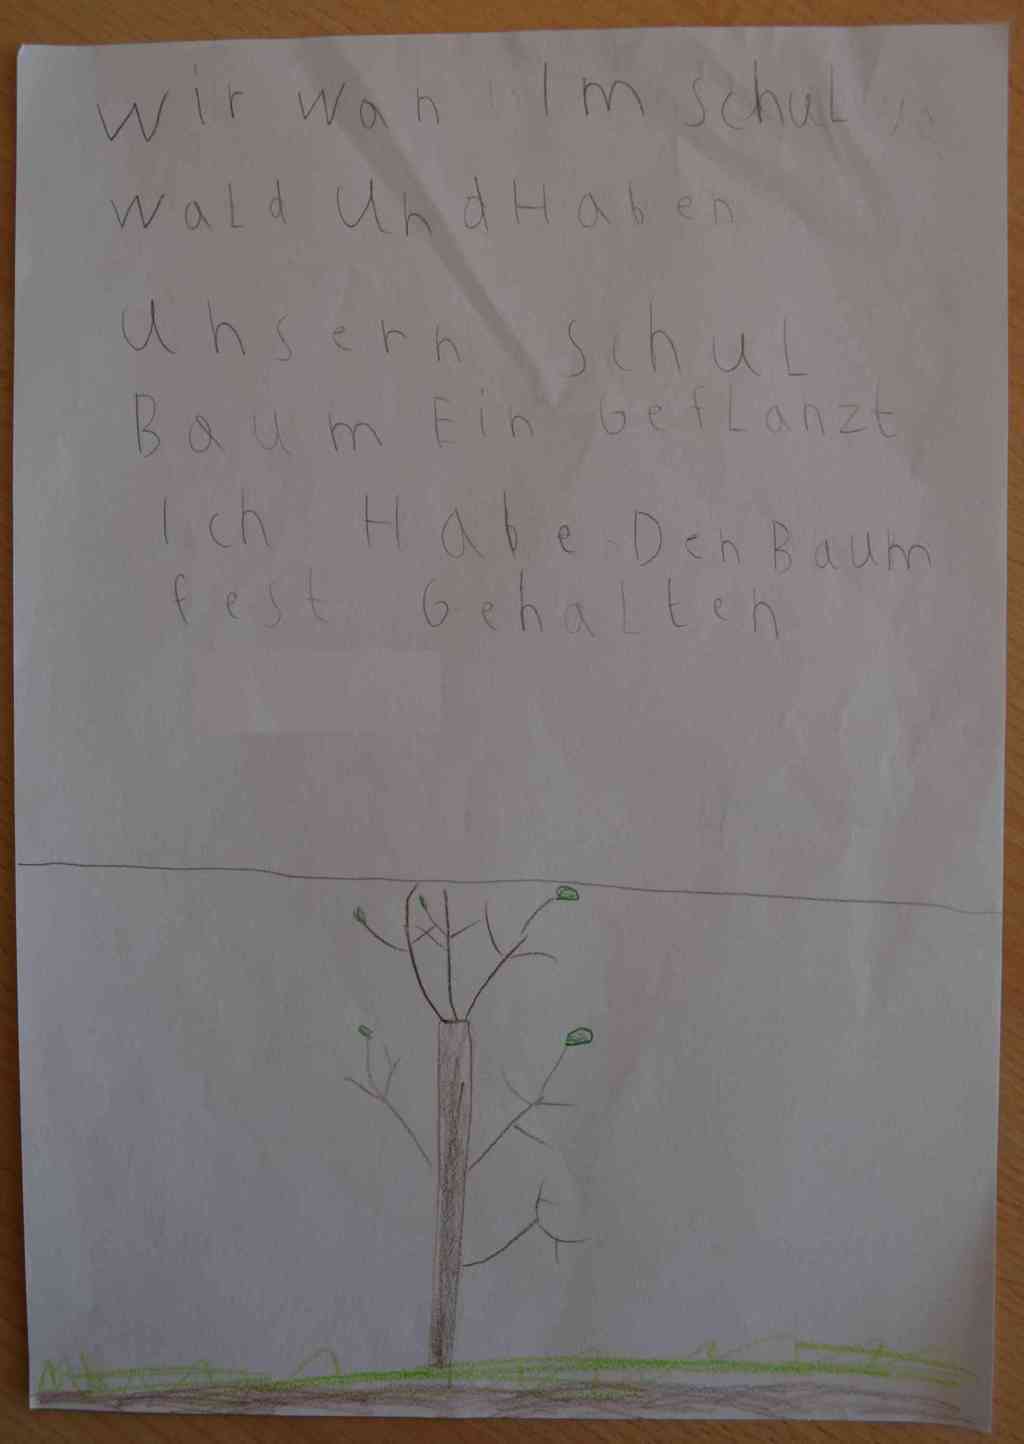 Wir wan Im schuL
waLd Und Haben
Unsern schuL
Baum Ein GefLanzt
Ich Habe Den Baum
fest GehaLten